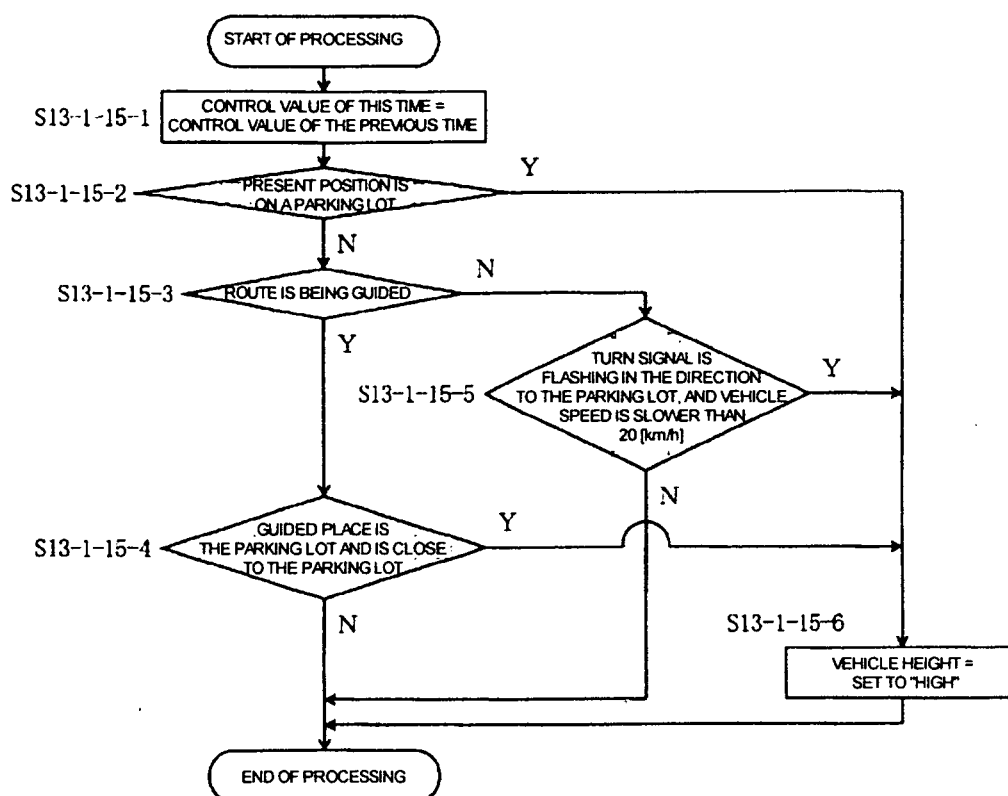 START OF PROCESSING
S13-1-15-1
CONTROL VALUE OF THIS TIME =
CONTROL VALUE OF THE PREVIOUS TIME
S13-1-15-2
PRESENT POSITION IS
ON A PARKING LOT
Y
N
S13-1-15-3
ROUTE IS BEING GUIDED
N
Y
S13-1-15-5
TURN SIGNAL IS
FLASHING IN THE DIRECTION
TO THE PARKING LOT, AND VEHICLE
SPEED IS SLOWER THAN
20 [km/h]
Y
N
S13-1-15-4
GUIDED PLACE IS
THE PARKING LOT AND IS CLOSE
TO THE PARKING LOT
Y
N
S13-1-15-6
VEHICLE HEIGHT =
SET TO "HIGH"
END OF PROCESSING